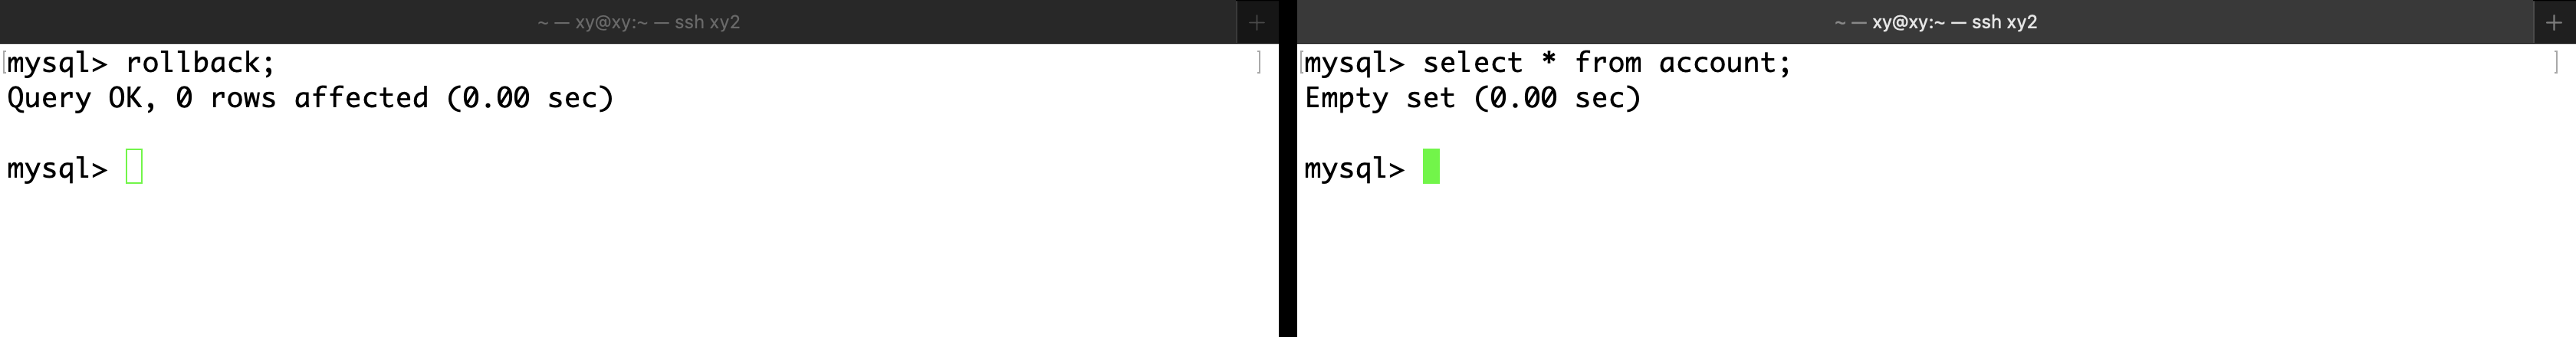 ~ — xy@xy:~ — ssh xy2
+
[mysql> rollback; ]
Query OK, 0 rows affected (0.00 sec)
mysql>
~ — xy@xy:~ — ssh xy2
+
[mysql> select * from account; ]
Empty set (0.00 sec)
mysql>